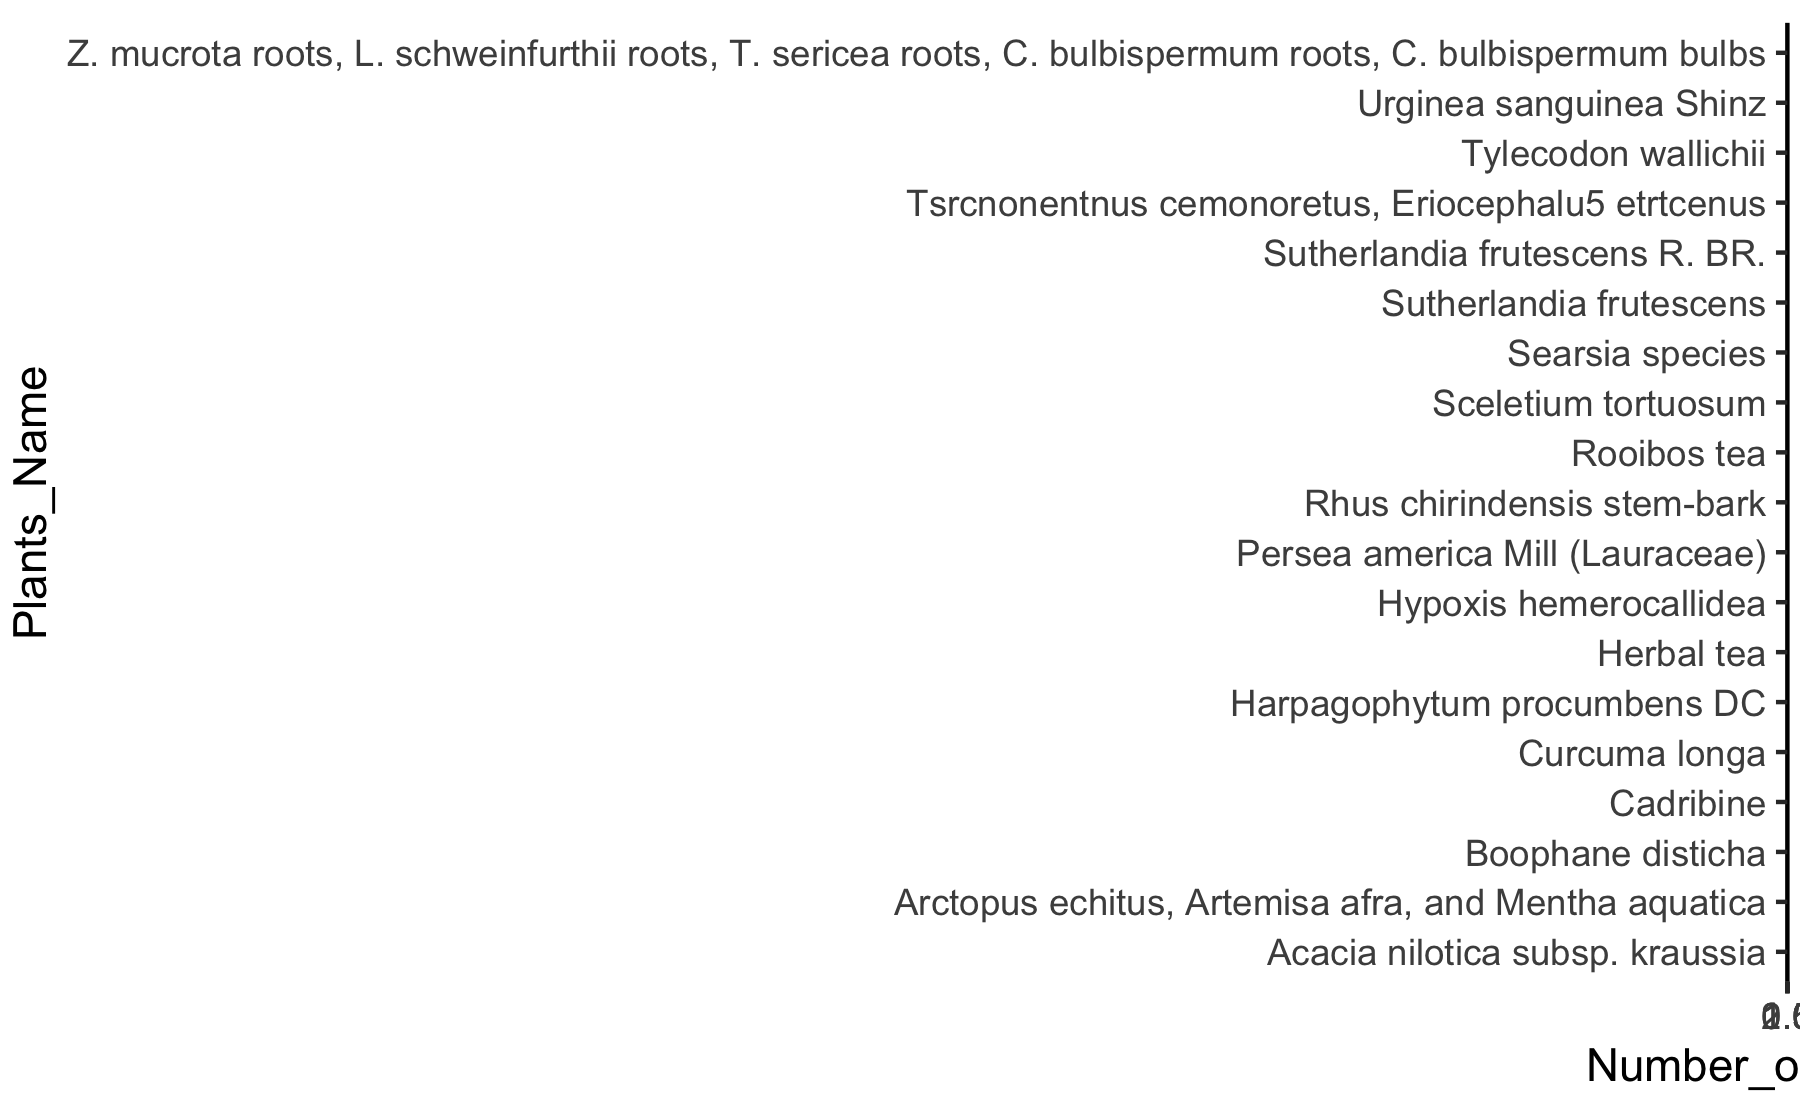 Z. mucrota roots, L. schweinfurthii roots, T. sericea roots, C. bulbispermum roots, C. bulbispermum bulbs
Urginea sanguinea Shinz
Tylecodon wallichii
Tsrcnonentnus cemonoretus, Eriocephalu5 etrtcenus
Sutherlandia frutescens R. BR.
Sutherlandia frutescens
Searsia species
Sceletium tortuosum
Rooibos tea
Rhus chirindensis stem-bark
Persea america Mill (Lauraceae)
Hypoxis hemerocallidea
Herbal tea
Harpagophytum procumbens DC
Curcuma longa
Cadribine
Boophane disticha
Arctopus echitus, Artemisa afra, and Mentha aquatica
Acacia nilotica subsp. kraussia
Plants_Name
Number_o